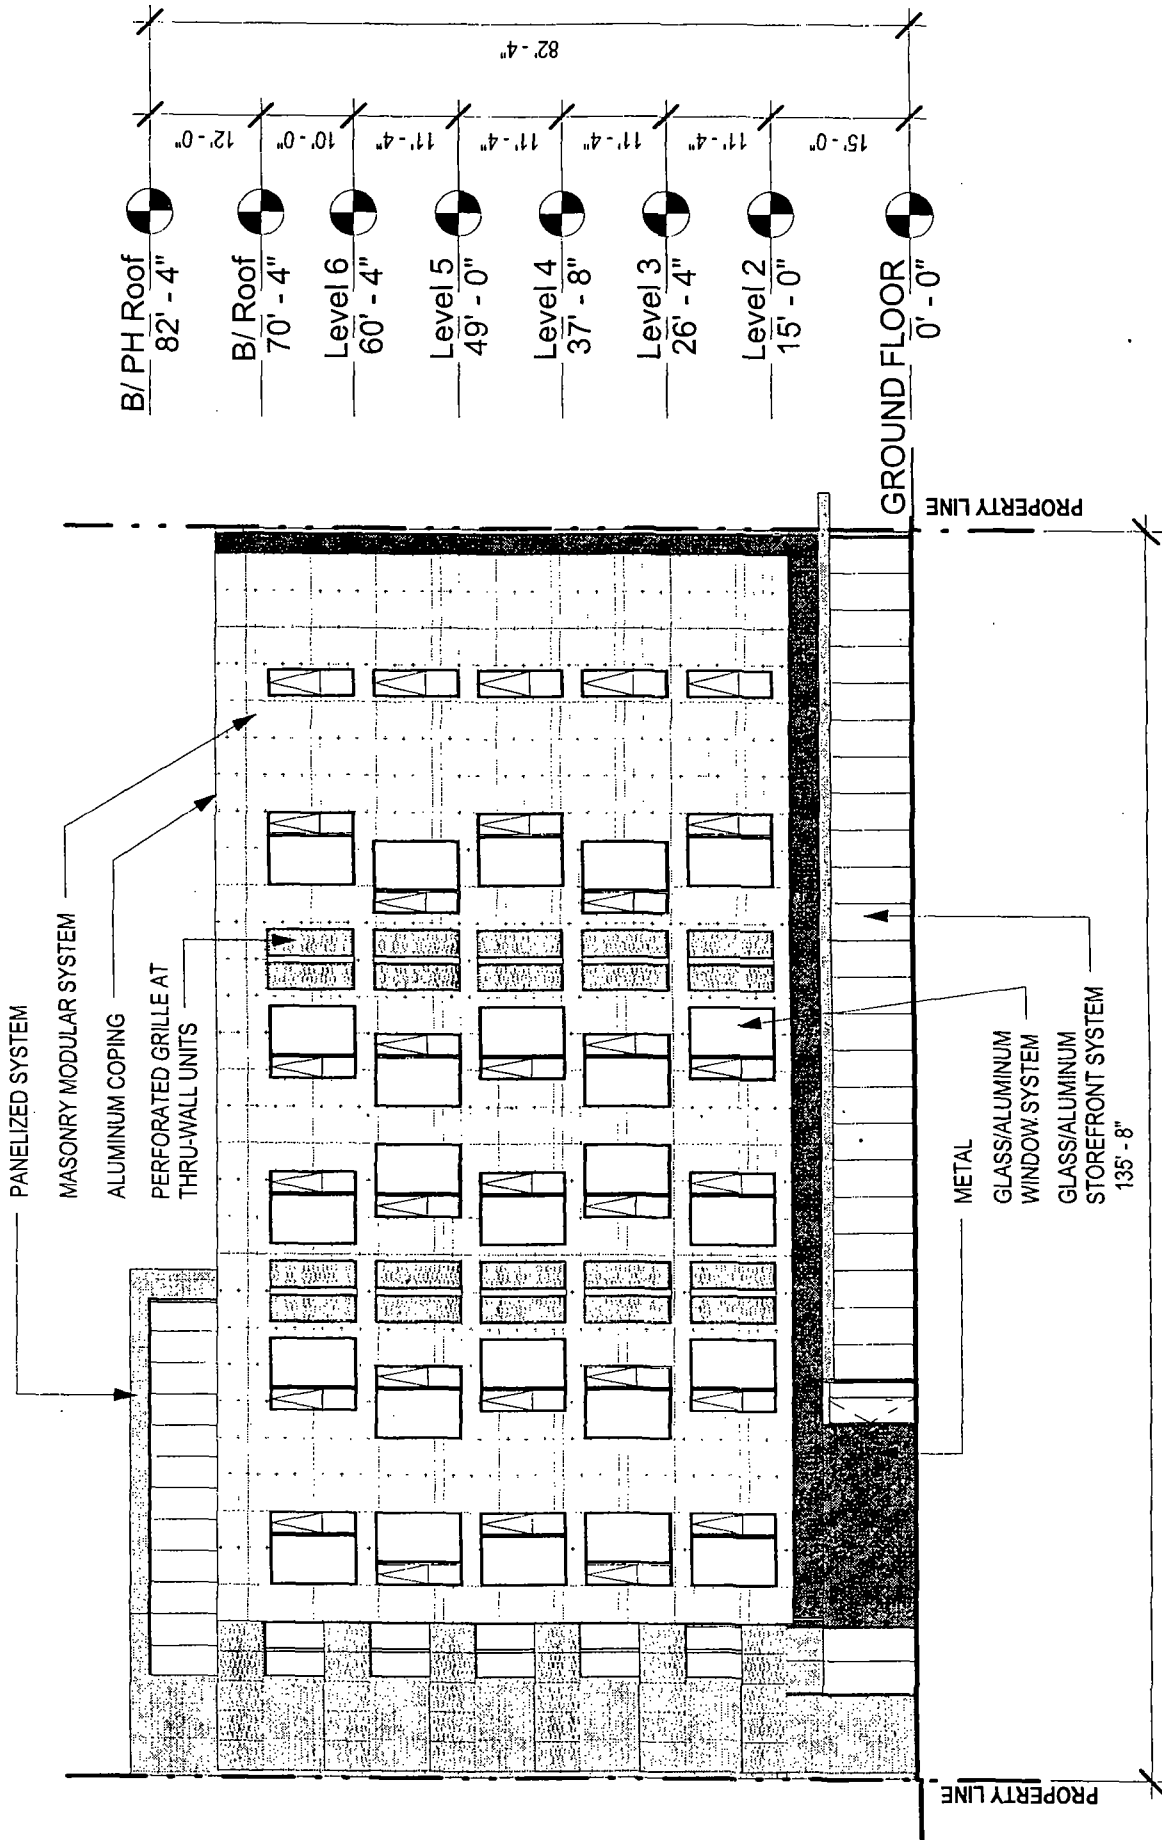 PANELIZED SYSTEM
MASONRY MODULAR SYSTEM
ALUMINUM COPING
PERFORATED GRILLE AT
THRU-WALL UNITS
B/ PH Roof
82' - 4"
B/ Roof
70' - 4"
Level 6
60' - 4"
Level 5
49' - 0"
Level 4
37' - 8"
Level 3
26' - 4"
Level 2
15' - 0"
GROUND FLOOR
0' - 0"
12' - 0"
10' - 0"
11' - 4"
11' - 4"
11' - 4"
11' - 4"
15' - 0"
82' - 4"
METAL
GLASS/ALUMINUM
WINDOW SYSTEM
GLASS/ALUMINUM
STOREFRONT SYSTEM
135' - 8"
PROPERTY LINE
PROPERTY LINE